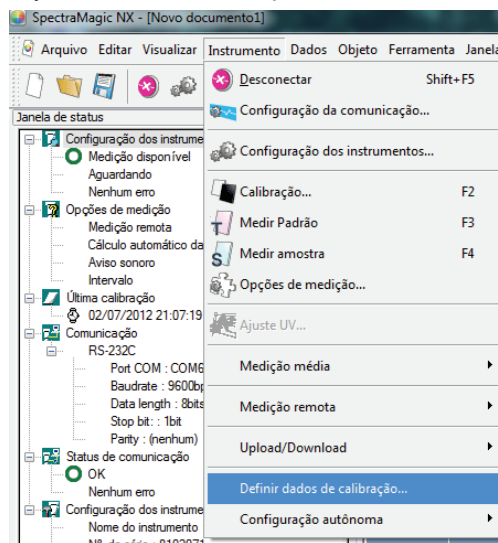 SpectraMagic NX - [Novo documento1]
Arquivo Editar Visualizar Instrumento Dados Objeto Ferramenta Janela
Janela de status
Configuração dos instrume
Medição disponível
Aguardando
Nenhum erro
Opções de medição
Medição remota
Cálculo automático da
Aviso sonoro
Intervalo
Última calibração
02/07/2012 21:07:19
Comunicação
RS-232C
Port COM : COM6
Baudrate : 9600bp
Data length : 8bits
Stop bit: : 1bit
Parity : (nenhum)
Status de comunicação
OK
Nenhum erro
Configuração dos instrume
Nome do instrumento
Desconectar Shift+F5
Configuração da comunicação...
Configuração dos instrumentos...
Calibração... F2
Medir Padrão F3
Medir amostra F4
Opções de medição...
Ajuste UV...
Medição média
Medição remota
Upload/Download
Definir dados de calibração...
Configuração autônoma